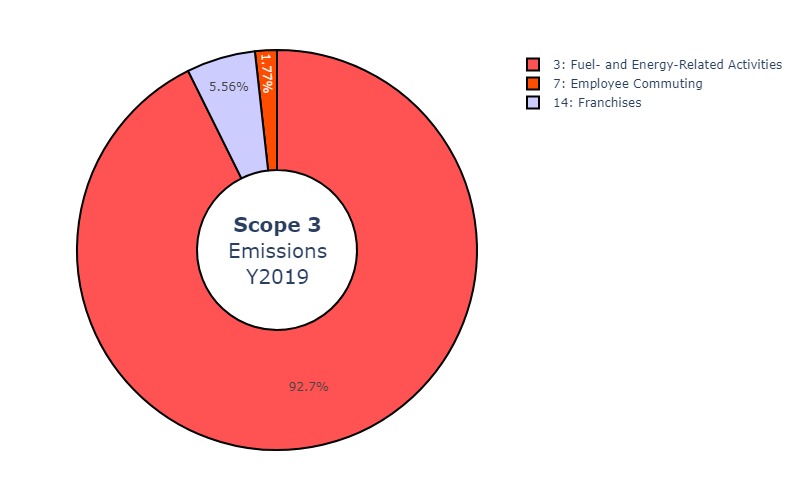 5.56%
1.77%
3: Fuel- and Energy-Related Activities
7: Employee Commuting
14: Franchises
Scope 3
Emissions
Y2019
92.7%